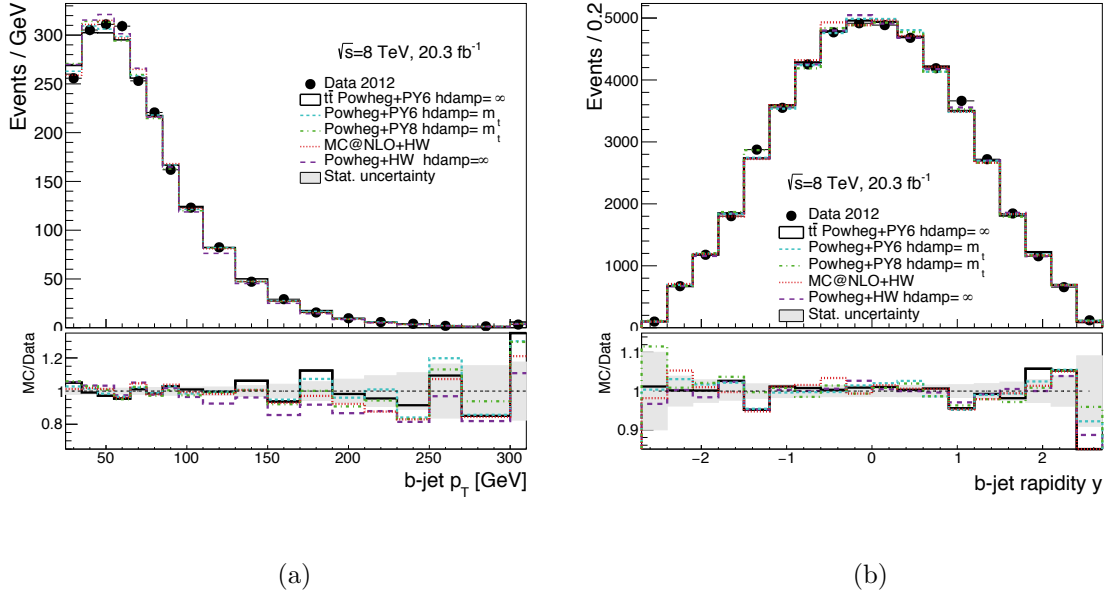 Events / GeV
300
250
200
150
100
50
0
√s=8 TeV, 20.3 fb⁻¹
Data 2012
tt̄ Powheg+PY6 hdamp= ∞
Powheg+PY6 hdamp= m
Powheg+PY8 hdamp= m_t
MC@NLO+HW
Powheg+HW hdamp=∞
Stat. uncertainty
MC/Data
1.2
1
0.8
50 100 150 200 250 300
b-jet p_T [GeV]
(a)
Events / 0.2
5000
4000
3000
2000
1000
0
√s=8 TeV, 20.3 fb⁻¹
Data 2012
tt̄ Powheg+PY6 hdamp= ∞
Powheg+PY6 hdamp= m
Powheg+PY8 hdamp= m_t
MC@NLO+HW
Powheg+HW hdamp= ∞
Stat. uncertainty
MC/Data
1.1
1
0.9
−2 −1 0 1 2
b-jet rapidity y
(b)